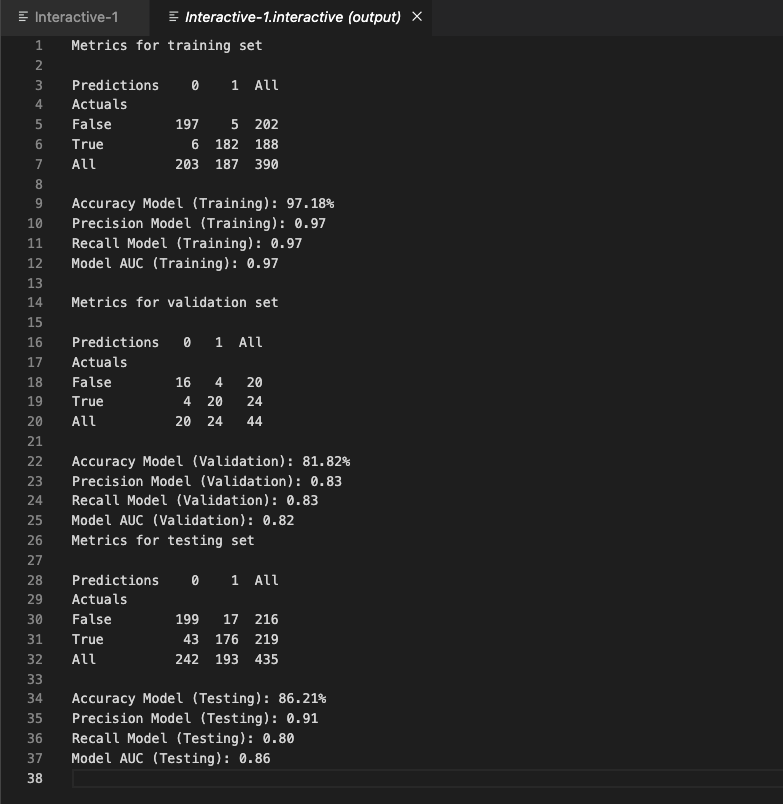 Interactive-1 Interactive-1.interactive (output) ×
1 Metrics for training set
2
3 Predictions 0 1 All
4 Actuals
5 False 197 5 202
6 True 6 182 188
7 All 203 187 390
8
9 Accuracy Model (Training): 97.18%
10 Precision Model (Training): 0.97
11 Recall Model (Training): 0.97
12 Model AUC (Training): 0.97
13
14 Metrics for validation set
15
16 Predictions 0 1 All
17 Actuals
18 False 16 4 20
19 True 4 20 24
20 All 20 24 44
21
22 Accuracy Model (Validation): 81.82%
23 Precision Model (Validation): 0.83
24 Recall Model (Validation): 0.83
25 Model AUC (Validation): 0.82
26 Metrics for testing set
27
28 Predictions 0 1 All
29 Actuals
30 False 199 17 216
31 True 43 176 219
32 All 242 193 435
33
34 Accuracy Model (Testing): 86.21%
35 Precision Model (Testing): 0.91
36 Recall Model (Testing): 0.80
37 Model AUC (Testing): 0.86
38